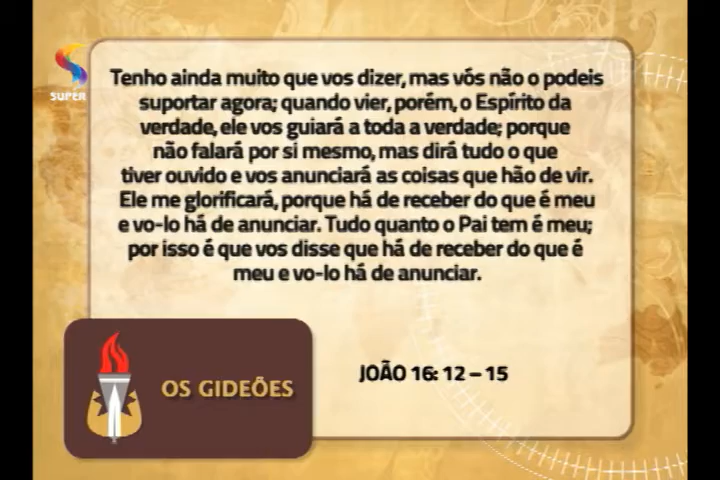 SUPER
Tenho ainda muito que vos dizer, mas vós não o podeis
suportar agora; quando vier, porém, o Espírito da
verdade, ele vos guiará a toda a verdade; porque
não falará por si mesmo, mas dirá tudo o que
tiver ouvido e vos anunciará as coisas que hão de vir.
Ele me glorificará, porque há de receber do que é meu
e vo-lo há de anunciar. Tudo quanto o Pai tem é meu;
por isso é que vos disse que há de receber do que é
meu e vo-lo há de anunciar.
OS GIDEÕES
JOÃO 16: 12 – 15